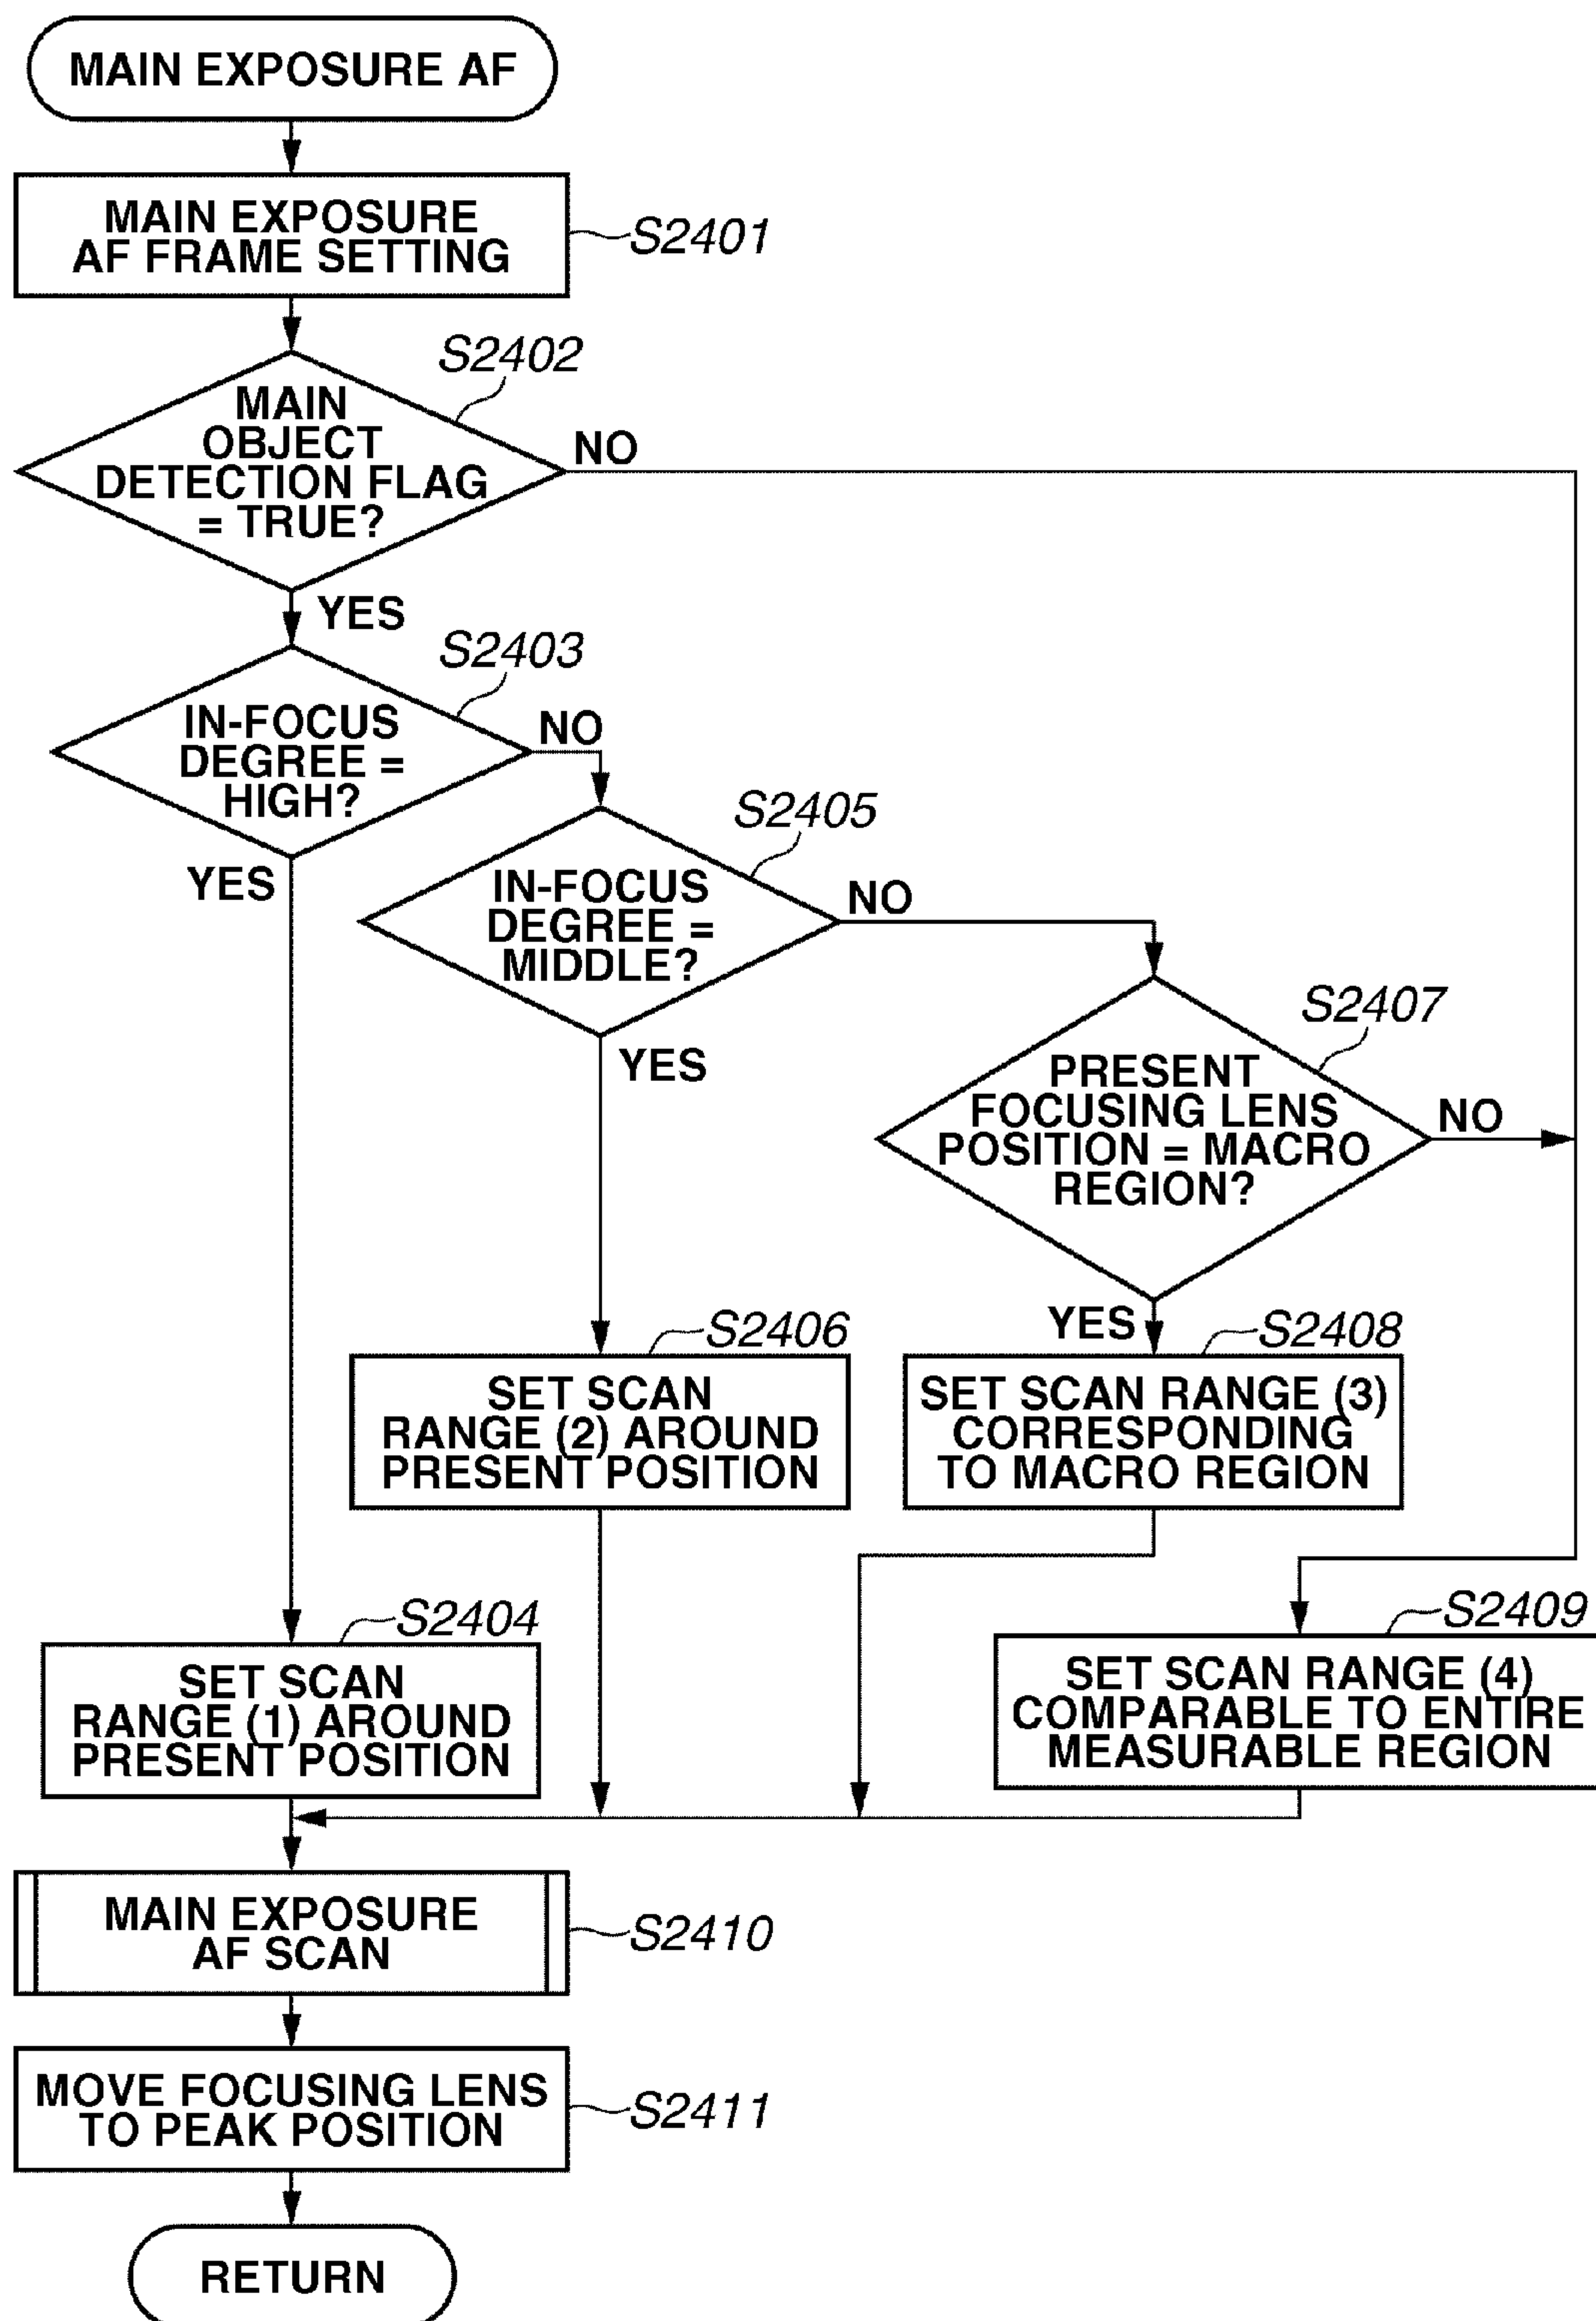 MAIN EXPOSURE AF
MAIN EXPOSURE
AF FRAME SETTING
S2401
S2402
MAIN
OBJECT
DETECTION FLAG
= TRUE?
NO
YES
S2403
IN-FOCUS
DEGREE =
HIGH?
NO
YES
S2405
IN-FOCUS
DEGREE =
MIDDLE?
NO
YES
S2407
PRESENT
FOCUSING LENS
POSITION = MACRO
REGION?
NO
YES
S2406
SET SCAN
RANGE (2) AROUND
PRESENT POSITION
S2408
SET SCAN RANGE (3)
CORRESPONDING
TO MACRO REGION
S2404
SET SCAN
RANGE (1) AROUND
PRESENT POSITION
S2409
SET SCAN RANGE (4)
COMPARABLE TO ENTIRE
MEASURABLE REGION
MAIN EXPOSURE
AF SCAN
S2410
MOVE FOCUSING LENS
TO PEAK POSITION
S2411
RETURN